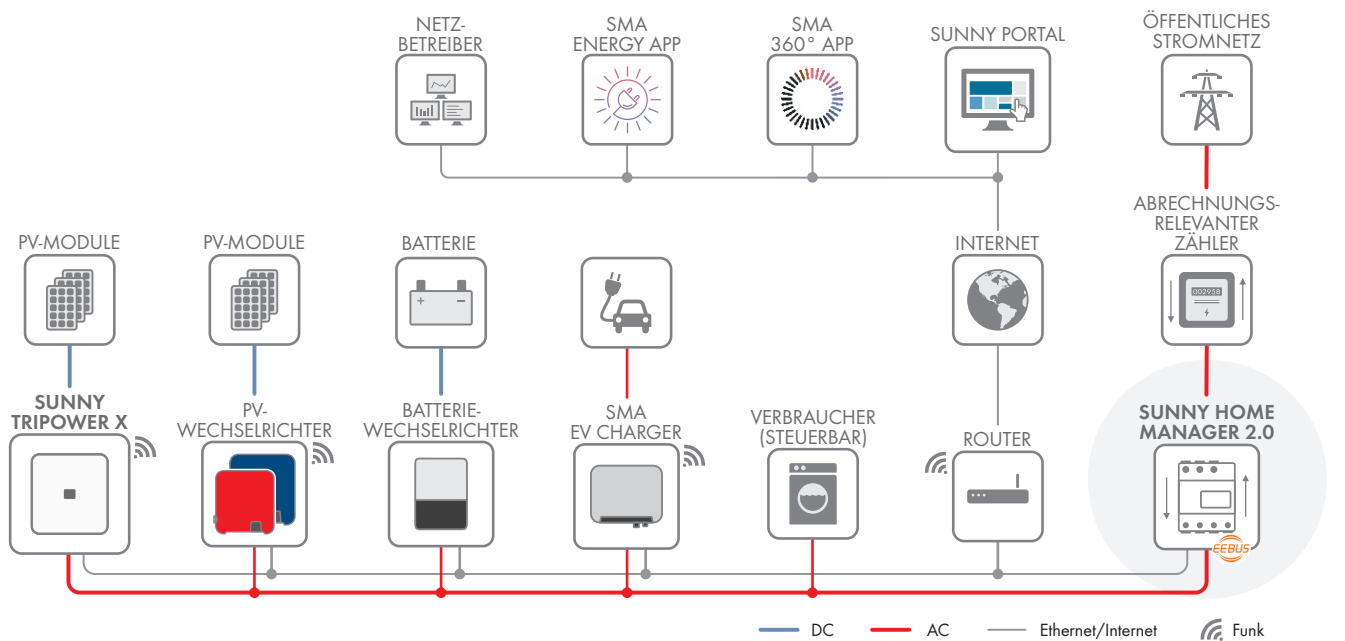 NETZ-
BETREIBER
SMA
ENERGY APP
SMA
360° APP
SUNNY PORTAL
ÖFFENTLICHES
STROMNETZ
ABRECHNUNGS-
RELEVANTER
ZÄHLER
002958
PV-MODULE
PV-MODULE
BATTERIE
+ −
INTERNET
SUNNY
TRIPOWER X
PV-
WECHSELRICHTER
BATTERIE-
WECHSELRICHTER
SMA
EV CHARGER
VERBRAUCHER
(STEUERBAR)
ROUTER
SUNNY HOME
MANAGER 2.0
EEBUS
DC
AC
Ethernet/Internet
Funk